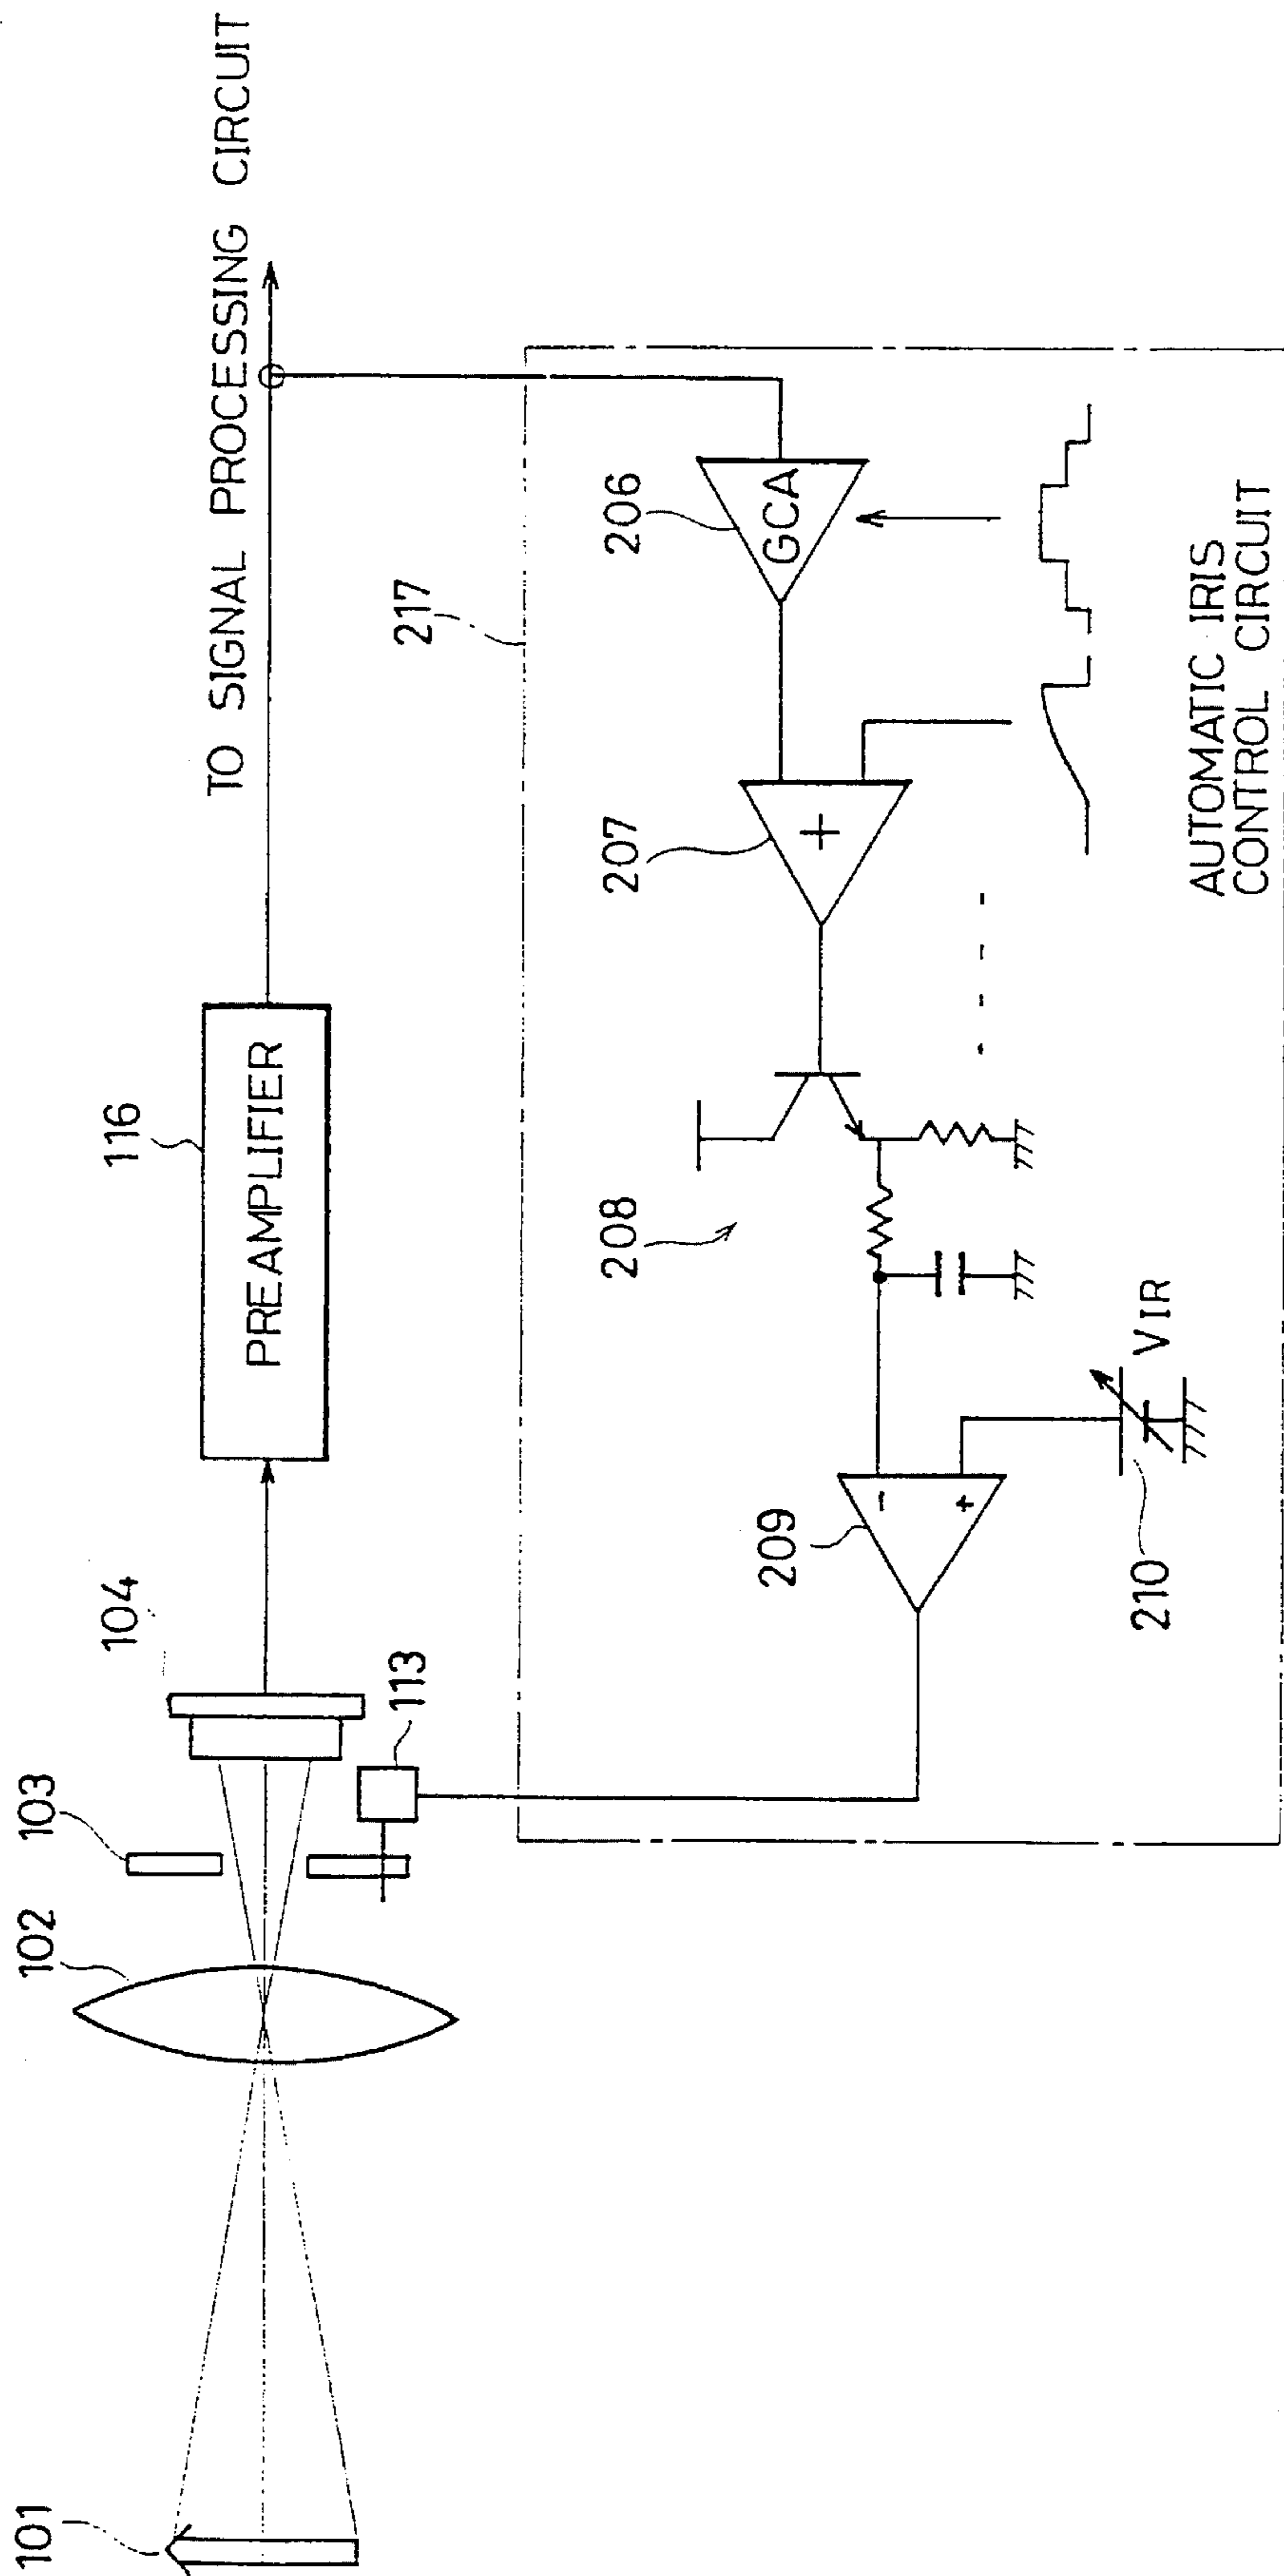 101
102
103
104
113
116
PREAMPLIFIER
TO SIGNAL PROCESSING CIRCUIT
217
206
GCA
207
+
208
209
-
+
210
VIR
AUTOMATIC IRIS
CONTROL CIRCUIT